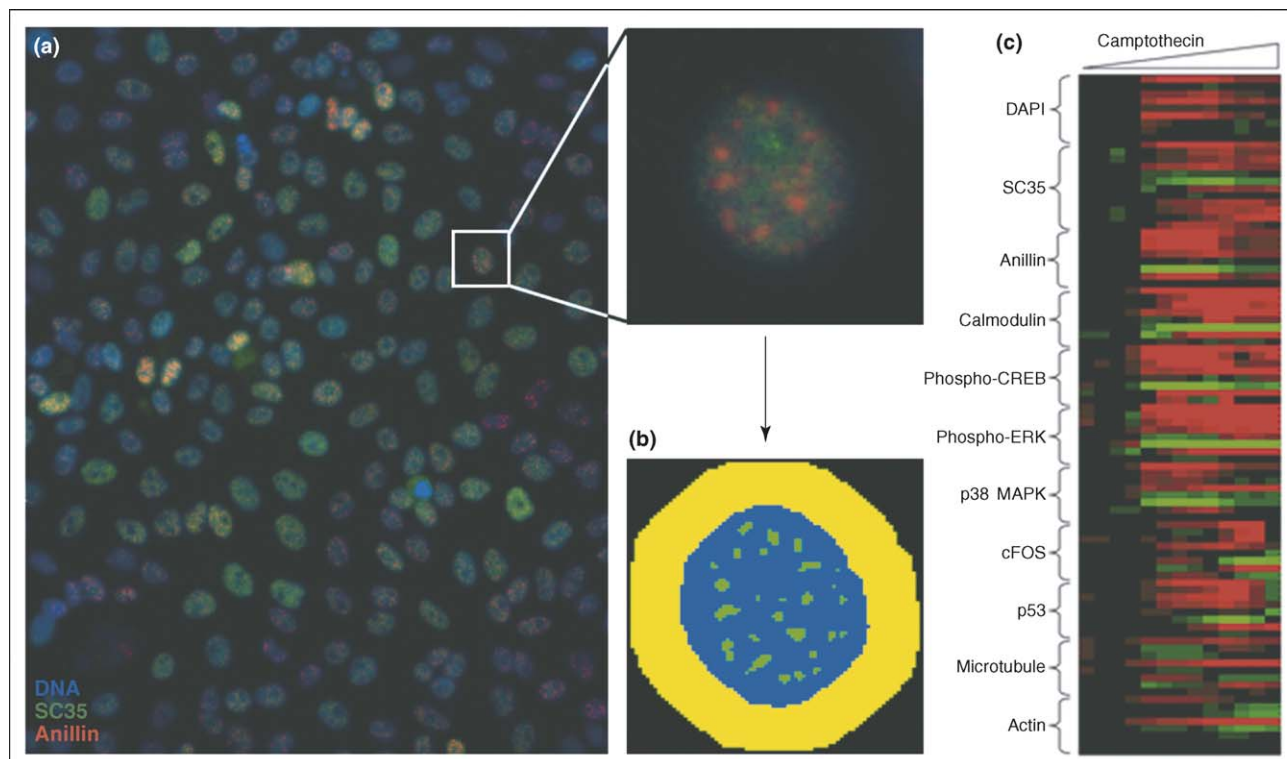 (a)
DNA
SC35
Anillin
(b)
(c)
Camptothecin
DAPI
SC35
Anillin
Calmodulin
Phospho-CREB
Phospho-ERK
p38 MAPK
cFOS
p53
Microtubule
Actin